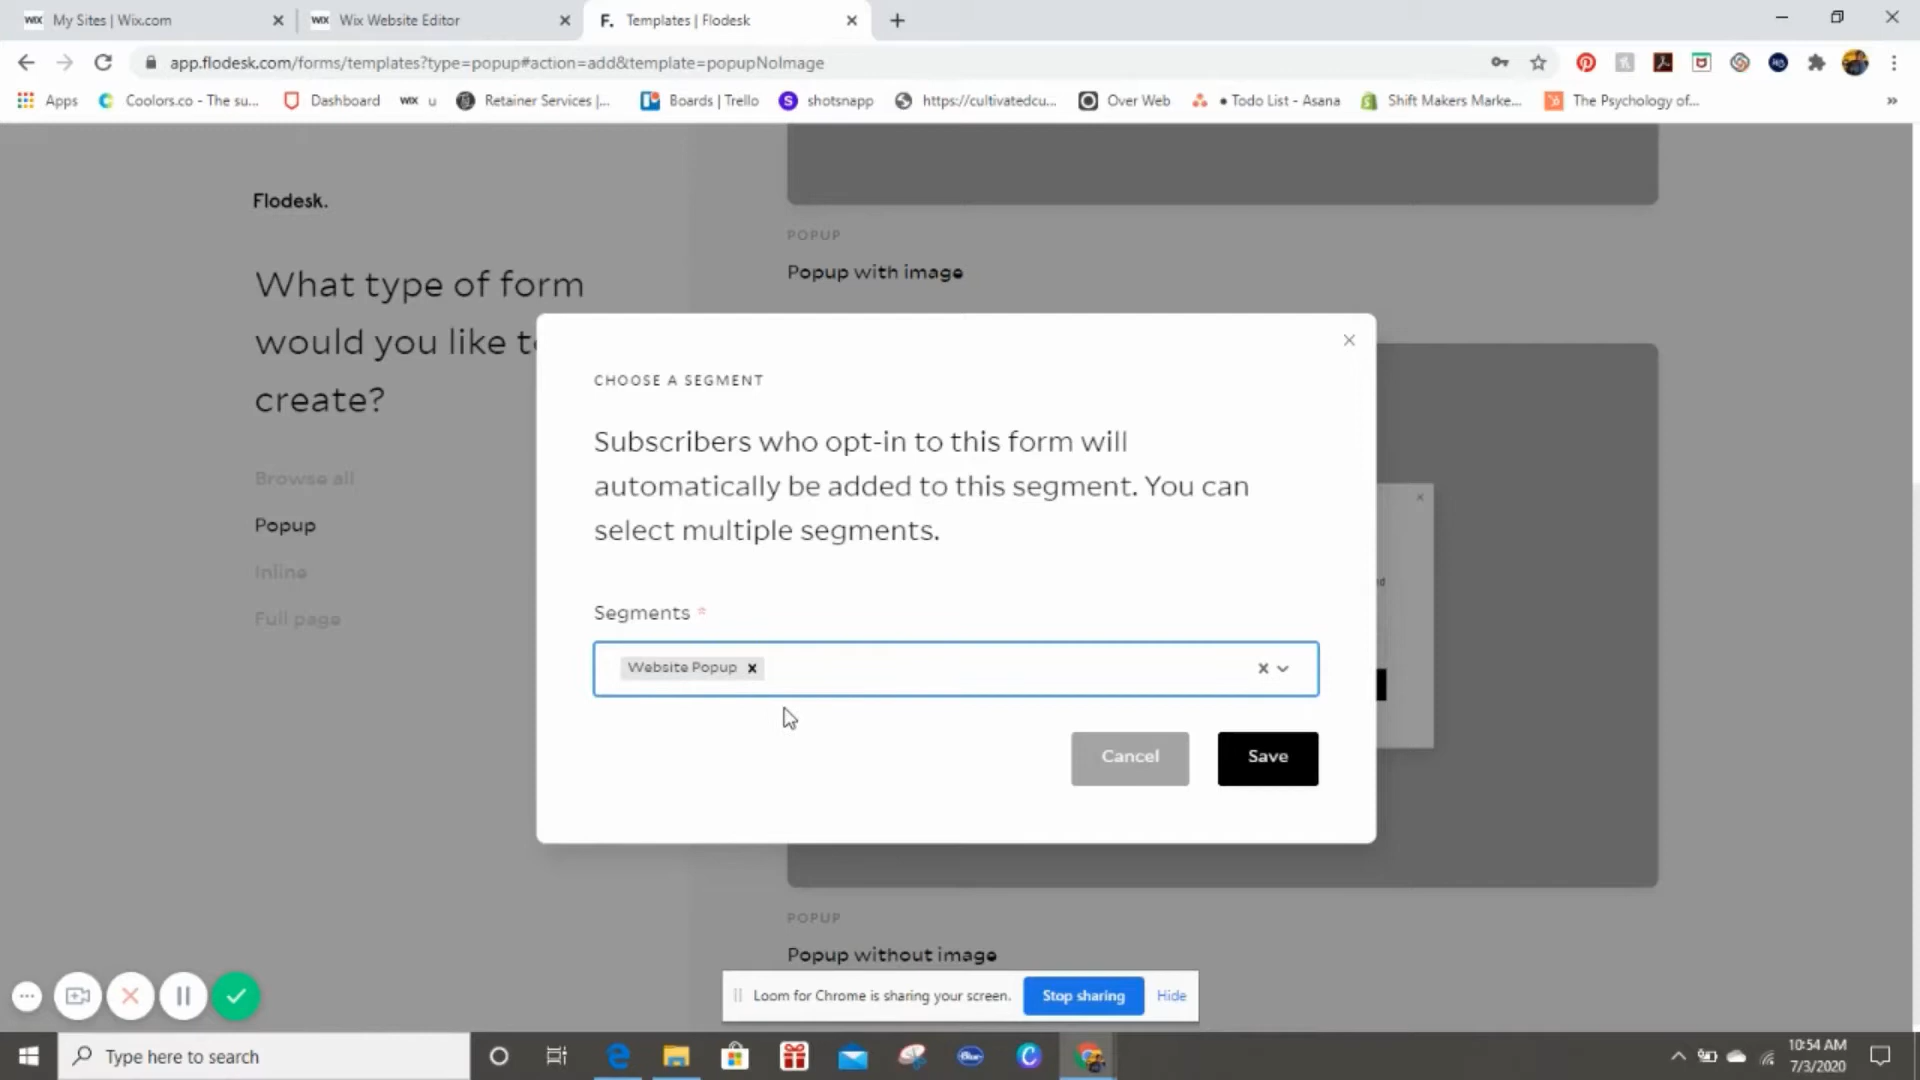 WIX My Sites | Wix.com
WIX Wix Website Editor
F. Templates | Flodesk
app.flodesk.com/forms/templates?type=popup#action=add&template=popupNoImage
Apps
Coolors.co - The su...
Dashboard
WIX u
Retainer Services |...
Boards | Trello
S shotsnapp
https://cultivatedcu...
Over Web
• Todo List - Asana
Shift Makers Marke...
The Psychology of...
»
Flodesk.
What type of form
would you like t
create?
Browse all
Popup
Inline
Full page
POPUP
Popup with image
CHOOSE A SEGMENT
Subscribers who opt-in to this form will
automatically be added to this segment. You can
select multiple segments.
Segments *
Website Popup x
Cancel
Save
POPUP
Popup without image
Loom for Chrome is sharing your screen.
Stop sharing
Hide
Type here to search
10:54 AM
7/3/2020